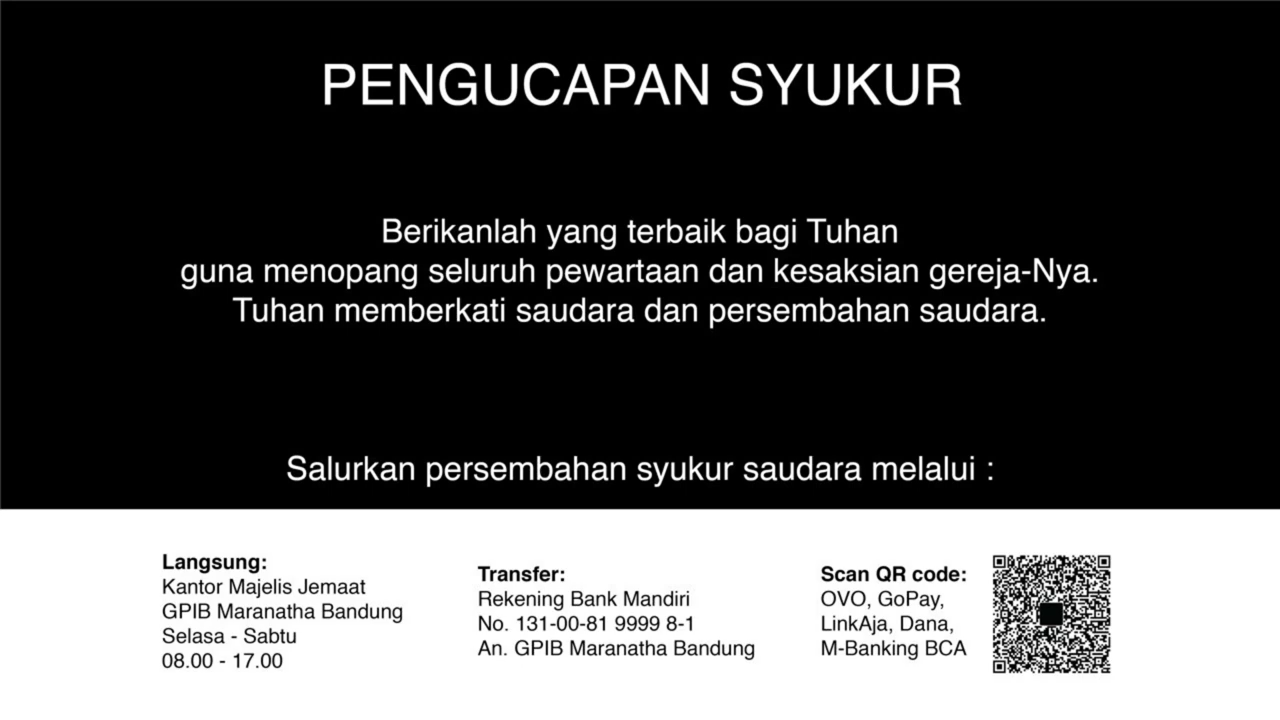 PENGUCAPAN SYUKUR
Berikanlah yang terbaik bagi Tuhan
guna menopang seluruh pewartaan dan kesaksian gereja-Nya.
Tuhan memberkati saudara dan persembahan saudara.
Salurkan persembahan syukur saudara melalui :
Langsung:
Kantor Majelis Jemaat
GPIB Maranatha Bandung
Selasa - Sabtu
08.00 - 17.00
Transfer:
Rekening Bank Mandiri
No. 131-00-81 9999 8-1
An. GPIB Maranatha Bandung
Scan QR code:
OVO, GoPay,
LinkAja, Dana,
M-Banking BCA